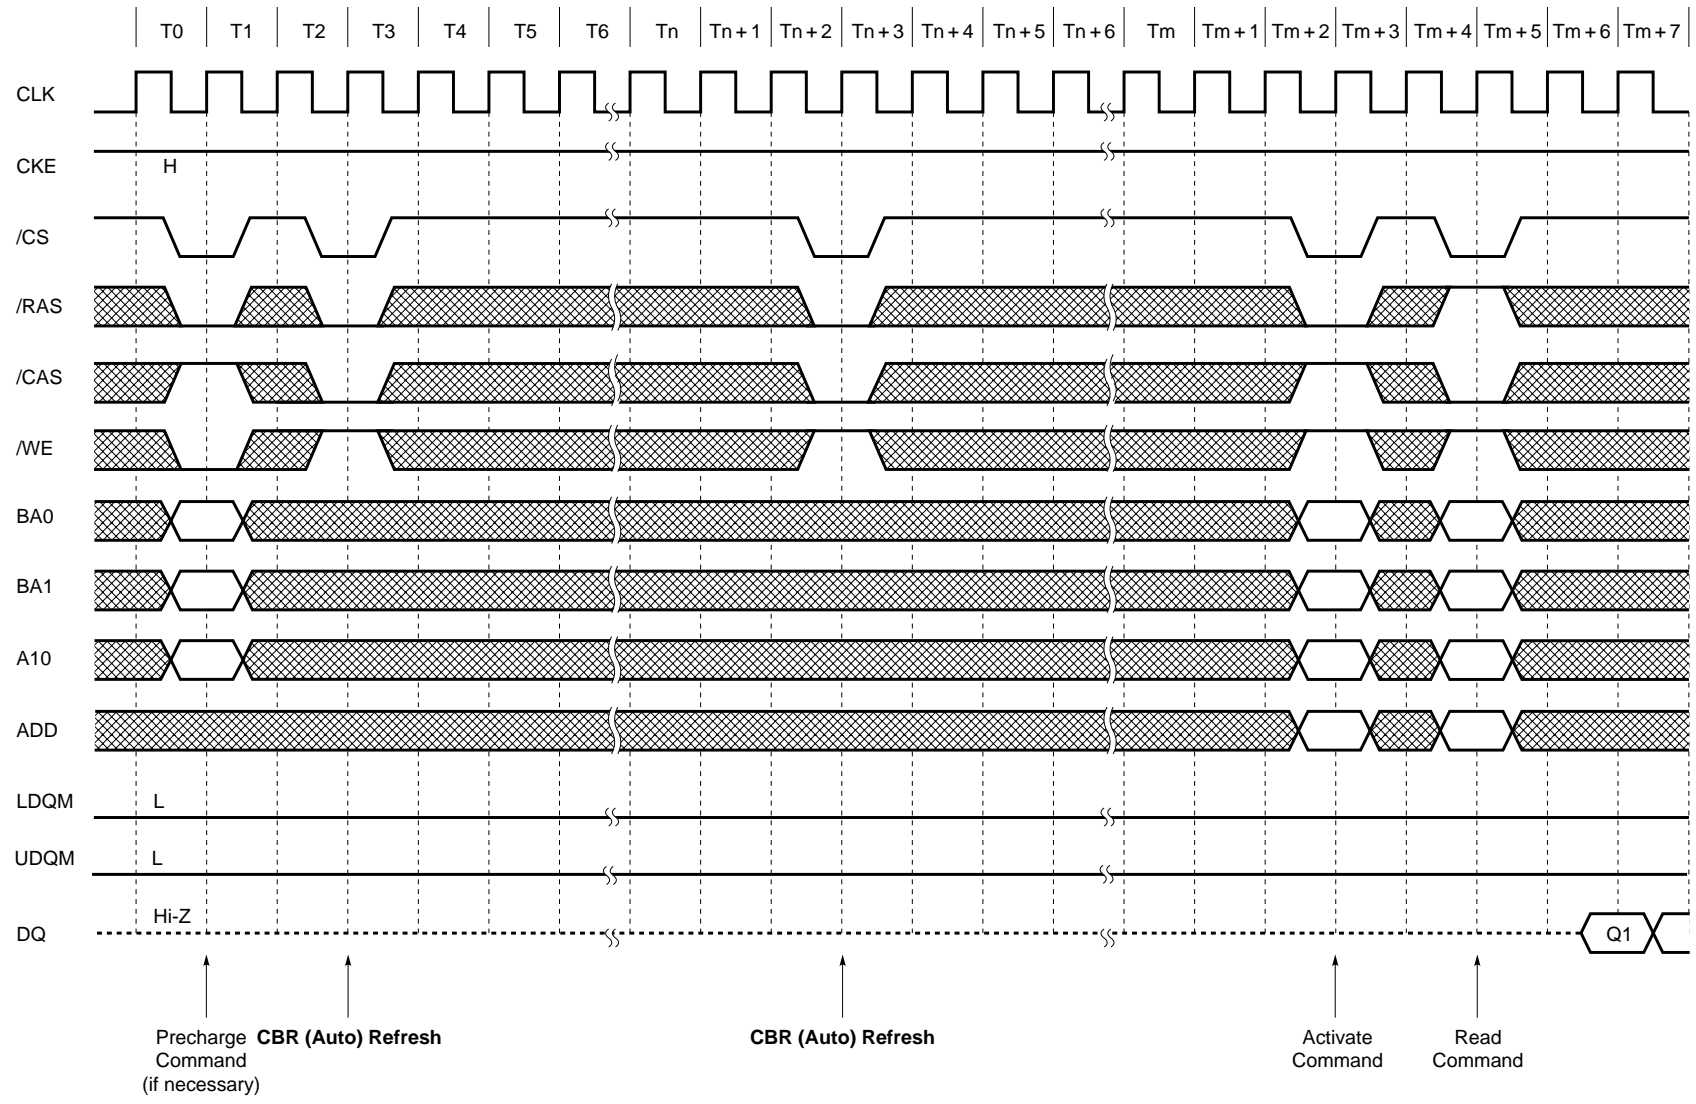 T0 T1 T2 T3 T4 T5 T6 Tn Tn + 1 Tn + 2 Tn + 3 Tn + 4 Tn + 5 Tn + 6 Tm Tm + 1 Tm + 2 Tm + 3 Tm + 4 Tm + 5 Tm + 6 Tm + 7
CLK
CKE H
/CS
/RAS
/CAS
/WE
BA0
BA1
A10
ADD
LDQM L
UDQM L
Hi-Z
DQ Q1
Precharge
Command
(if necessary)
CBR (Auto) Refresh
CBR (Auto) Refresh
Activate
Command
Read
Command